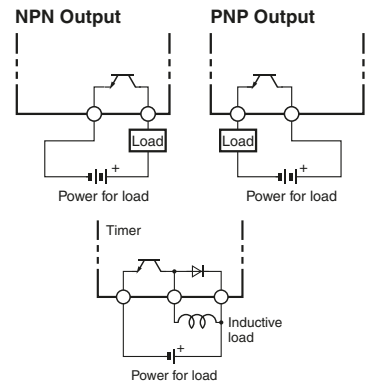 NPN Output
PNP Output
Load
Load
+
+
Power for load
Power for load
Timer
Inductive
load
+
Power for load